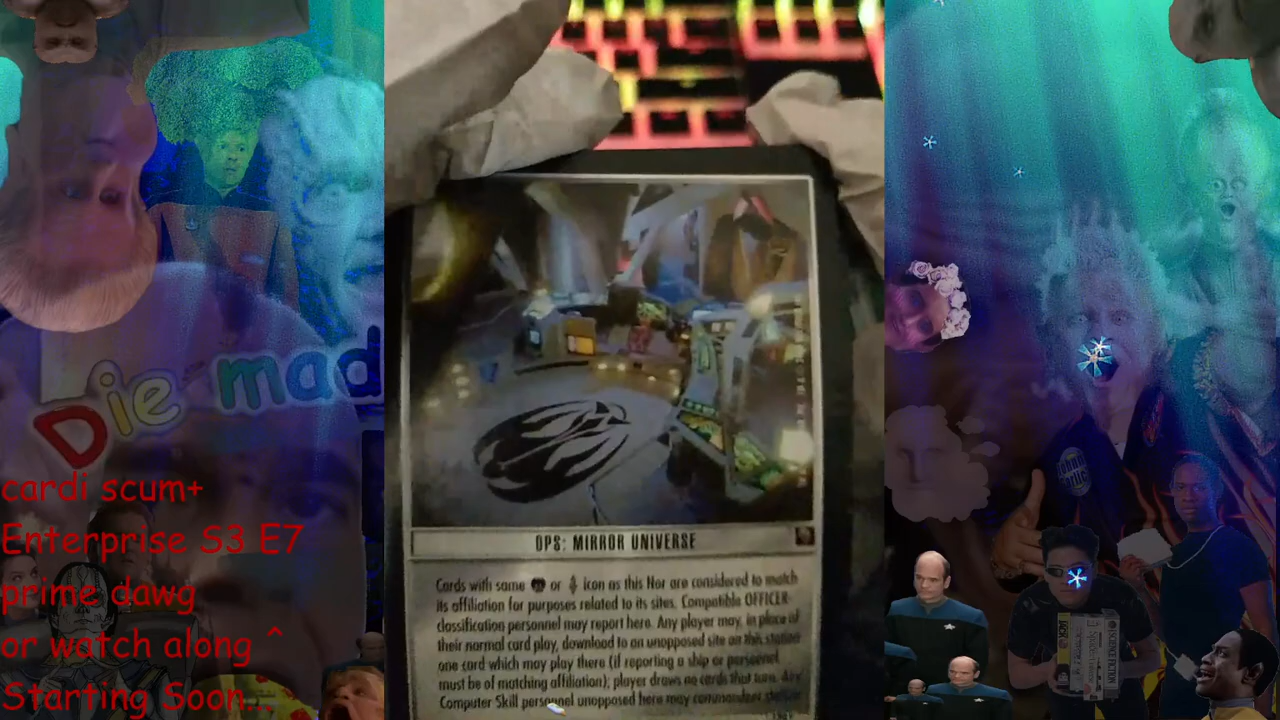 Die mad
cardi scum+
Enterprise S3 E7
prime dawg
or watch along ^
Starting Soon...
OPS: MIRROR UNIVERSE
Cards with same or icon as this Nor are considered to match
its affiliation for purposes related to its sites. Compatible OFFICER-
classification personnel may report here. Any player may, in place of
their normal card play, download to an unopposed site on this station
one card which may play there (if reporting a ship or personnel
must be of matching affiliation); player draws no cards that turn. Any
Computer Skill personnel unopposed here may commandeer station
SCIENCE FICTION